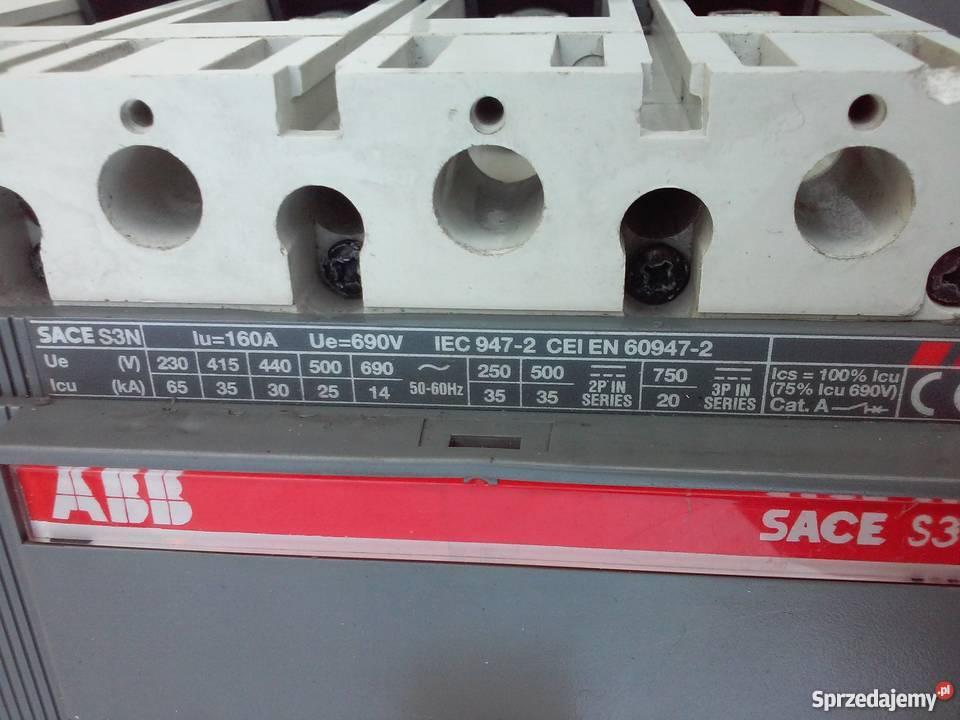 SACE S3N Iu=160A Ue=690V IEC 947-2 CEI EN 60947-2
Ue (V) 230 415 440 500 690 ~ 50-60Hz 250 500 2P IN SERIES 750 3P IN SERIES Ics = 100% Icu
(75% Icu 690V)
Icu (kA) 65 35 30 25 14 35 35 20 Cat. A
CE
ABB
SACE S3
Sprzedajemy.pl